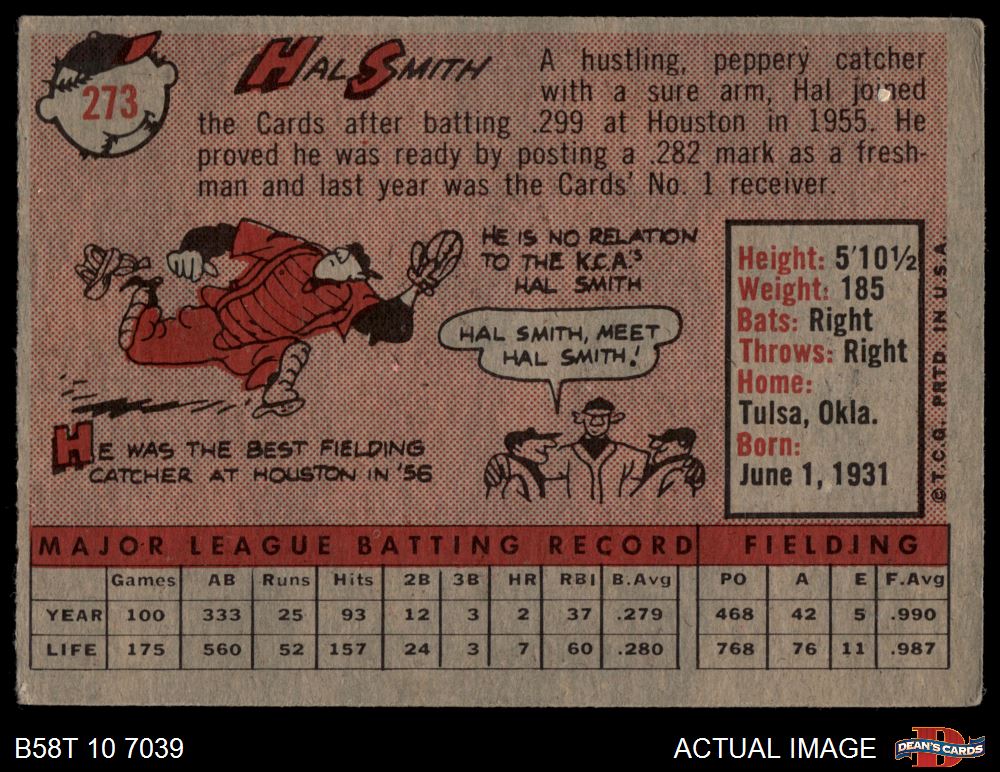 273
HAL SMITH
A hustling, peppery catcher
with a sure arm, Hal joined
the Cards after batting .299 at Houston in 1955. He
proved he was ready by posting a .282 mark as a fresh-
man and last year was the Cards' No. 1 receiver.
HE IS NO RELATION
TO THE K.C.A.'S
HAL SMITH
HAL SMITH, MEET
HAL SMITH!
HE WAS THE BEST FIELDING
CATCHER AT HOUSTON IN '56
Height: 5'10½
Weight: 185
Bats: Right
Throws: Right
Home:
Tulsa, Okla.
Born:
June 1, 1931
© T.C.G. PRTD. IN U.S.A.
MAJOR LEAGUE BATTING RECORD FIELDING
Games AB Runs Hits 2B 3B HR RBI B.Avg PO A E F.Avg
YEAR 100 333 25 93 12 3 2 37 .279 468 42 5 .990
LIFE 175 560 52 157 24 3 7 60 .280 768 76 11 .987
B58T 10 7039
ACTUAL IMAGE
DEAN'S CARDS